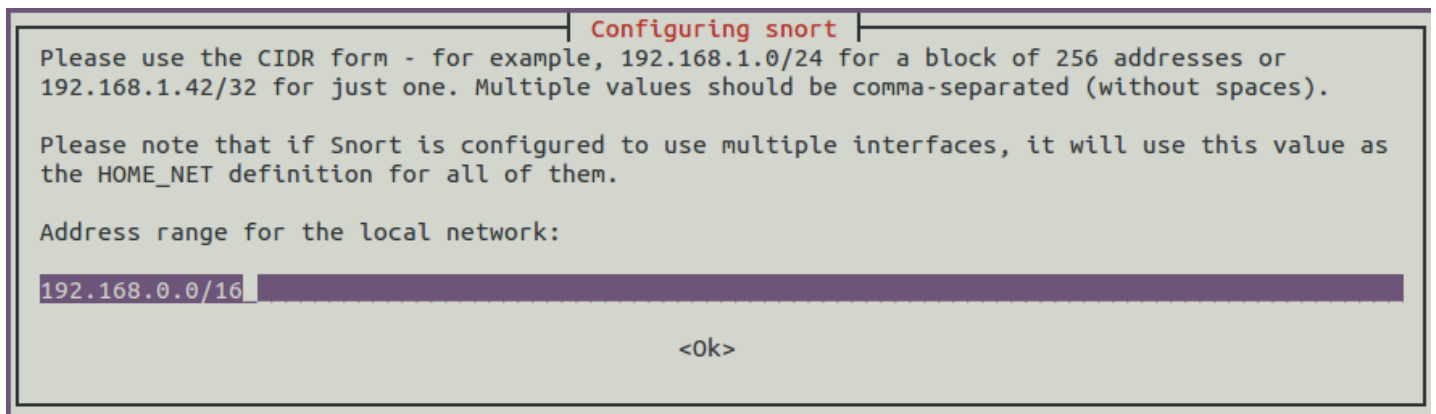 Configuring snort
Please use the CIDR form - for example, 192.168.1.0/24 for a block of 256 addresses or
192.168.1.42/32 for just one. Multiple values should be comma-separated (without spaces).
Please note that if Snort is configured to use multiple interfaces, it will use this value as
the HOME_NET definition for all of them.
Address range for the local network:
192.168.0.0/16
<Ok>